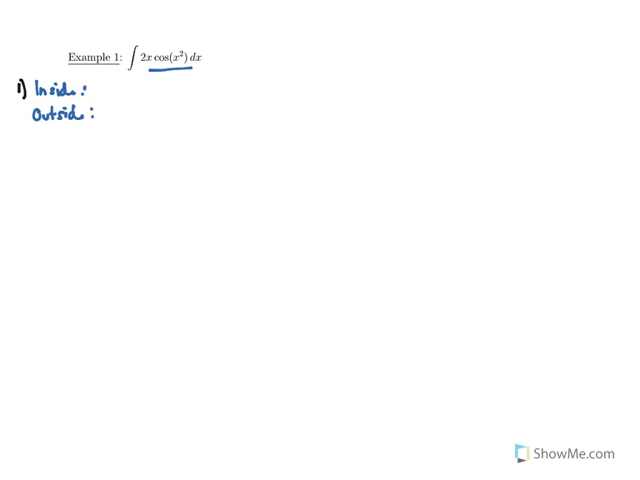 Example 1: ∫ 2x cos(x²) dx
1) Inside:
Outside:
ShowMe.com